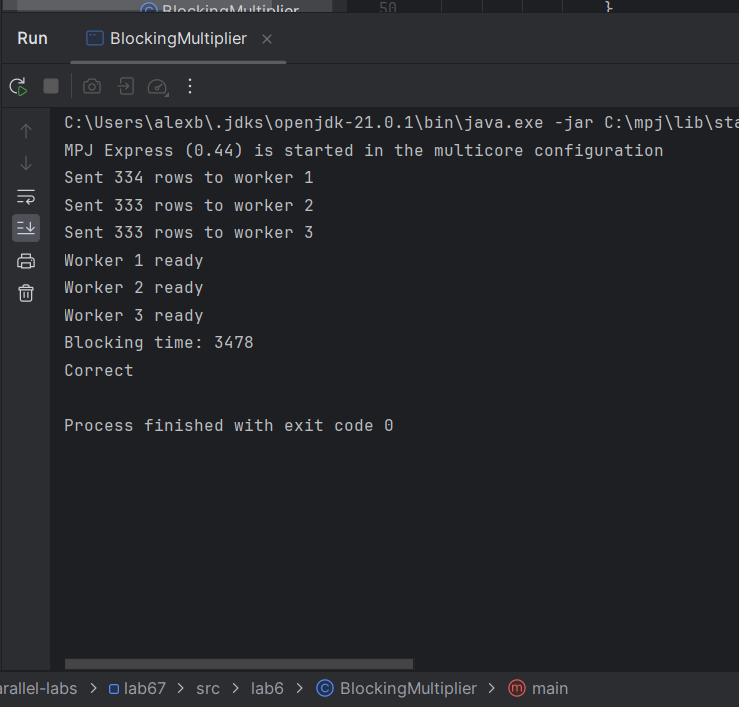 BlockingMultiplier
50
}
Run
BlockingMultiplier
C:\Users\alexb\.jdks\openjdk-21.0.1\bin\java.exe -jar C:\mpj\lib\sta
MPJ Express (0.44) is started in the multicore configuration
Sent 334 rows to worker 1
Sent 333 rows to worker 2
Sent 333 rows to worker 3
Worker 1 ready
Worker 2 ready
Worker 3 ready
Blocking time: 3478
Correct
Process finished with exit code 0
arallel-labs > lab67 > src > lab6 > BlockingMultiplier > main